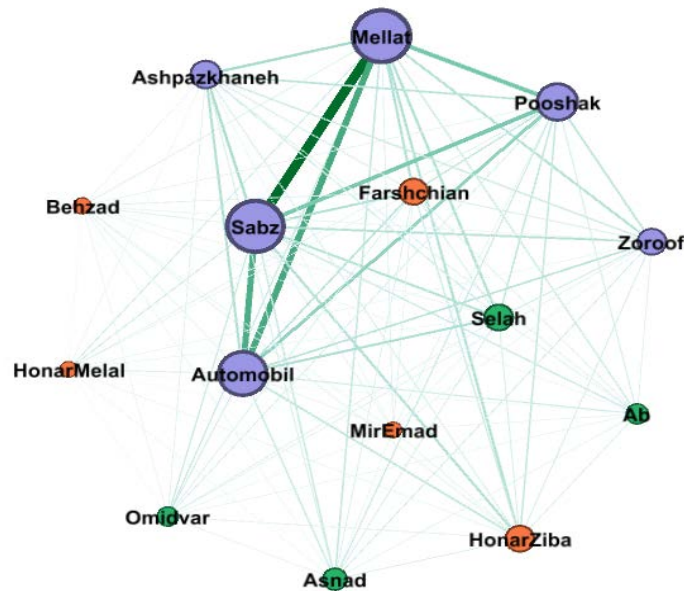 Mellat
Ashpazkhaneh
Pooshak
Farshchian
Behzad
Sabz
Zoroof
Selah
HonarMelal
Automobil
Ab
MirEmad
Omidvar
HonarZiba
Asnad